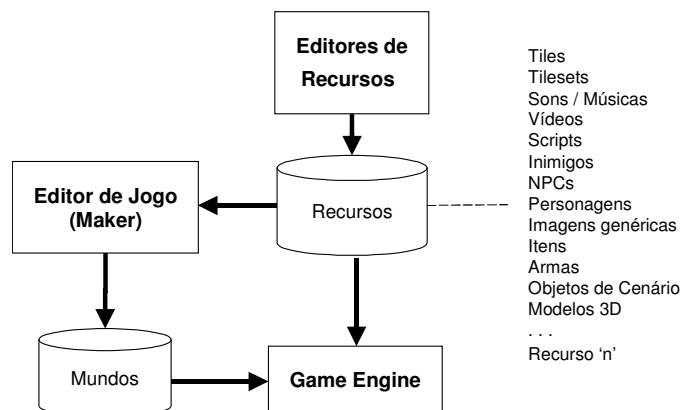 Editores de
Recursos
Tiles
Tilesets
Sons / Músicas
Vídeos
Scripts
Inimigos
NPCs
Personagens
Imagens genéricas
Itens
Armas
Objetos de Cenário
Modelos 3D
. . .
Recurso ‘n’
Editor de Jogo
(Maker)
Recursos
Mundos
Game Engine